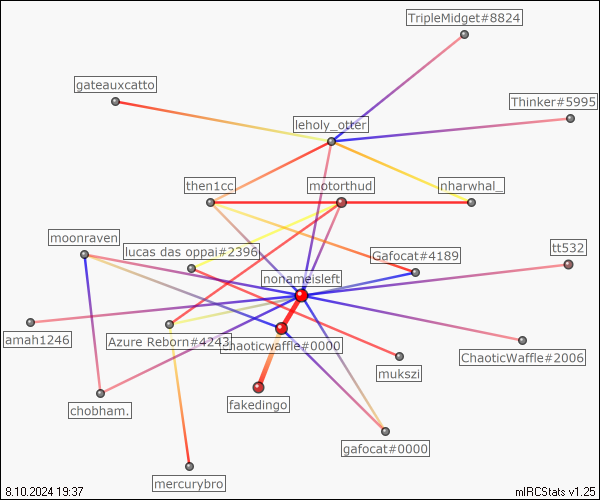 TripleMidget#8824
gateauxcatto
Thinker#5995
leholy_otter
then1cc
motorthud
nharwhal_
moonraven
lucas das oppai#2396
Gafocat#4189
tt532
nonameisleft
amah1246
Azure Reborn#4243
chaoticwaffle#0000
ChaoticWaffle#2006
mukszi
chobham.
fakedingo
gafocat#0000
mercurybro
8.10.2024 19:37
mIRCStats v1.25